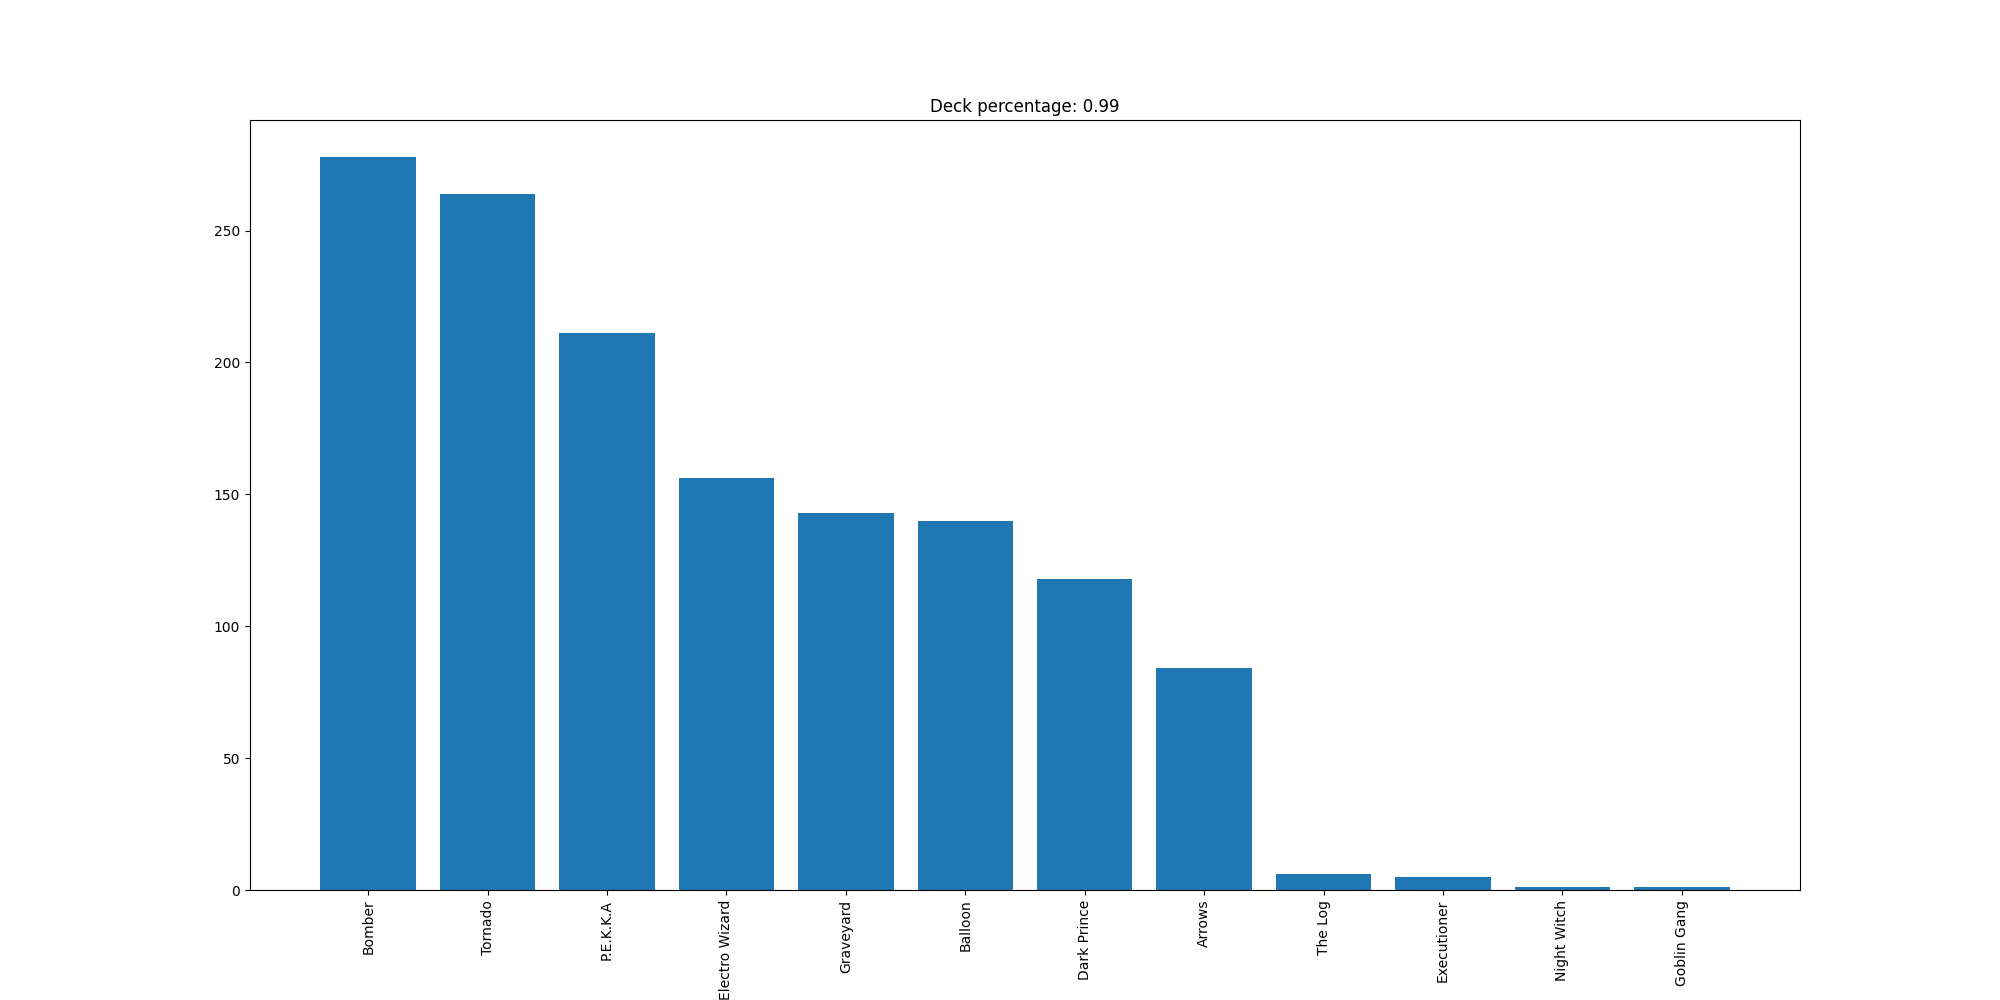 Deck percentage: 0.99
250
200
150
100
50
0
Bomber
Tornado
P.E.K.K.A
Electro Wizard
Graveyard
Balloon
Dark Prince
Arrows
The Log
Executioner
Night Witch
Goblin Gang